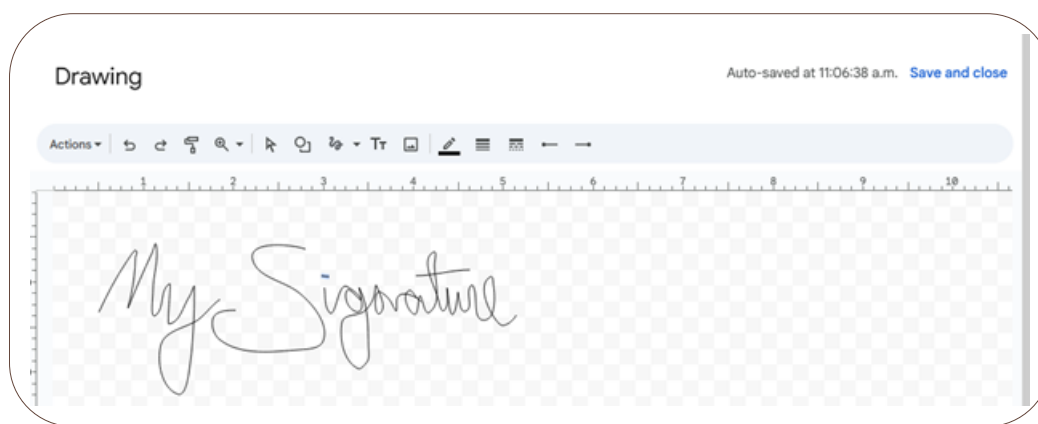 Drawing
Auto-saved at 11:06:38 a.m. Save and close
Actions
1 2 3 4 5 6 7 8 9 10
My Signature